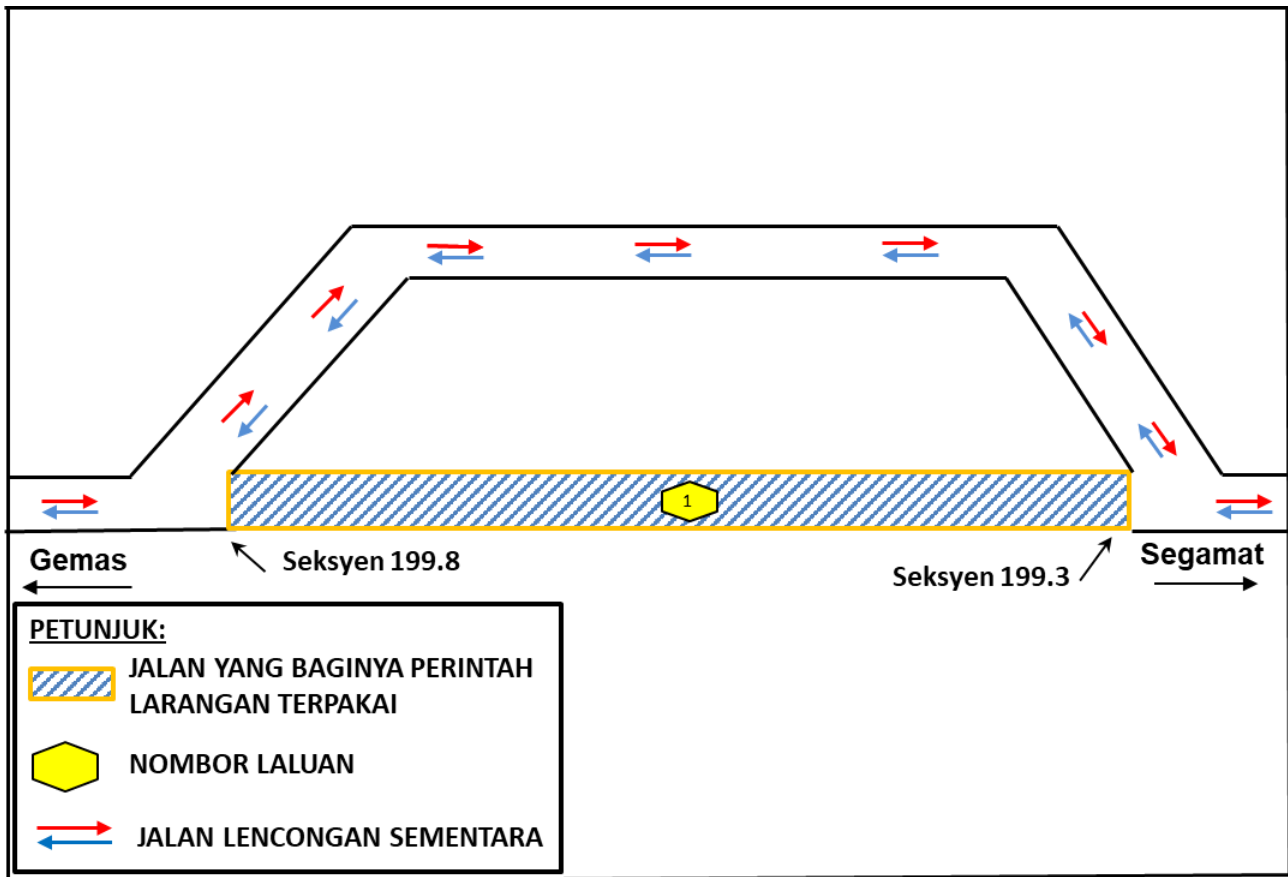 1
Gemas
Seksyen 199.8
Seksyen 199.3
Segamat
PETUNJUK:
JALAN YANG BAGINYA PERINTAH
LARANGAN TERPAKAI
NOMBOR LALUAN
JALAN LENCONGAN SEMENTARA